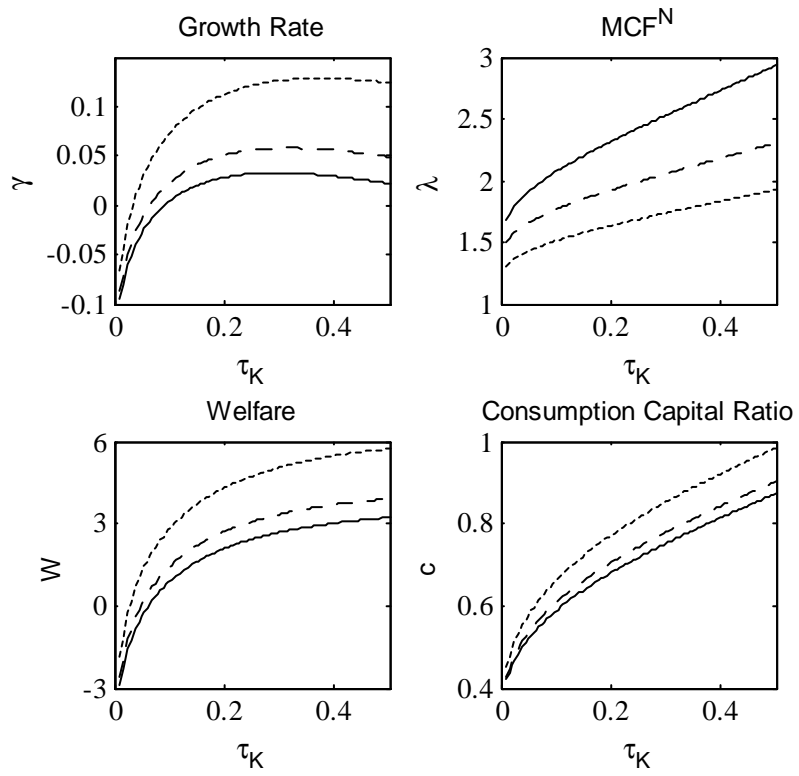 Growth Rate
0.1
0.05
0
-0.05
-0.1
γ
0 0.2 0.4
τK
MCF^N
3
2.5
2
1.5
1
λ
0 0.2 0.4
τK
Welfare
6
3
0
-3
W
0 0.2 0.4
τK
Consumption Capital Ratio
1
0.8
0.6
0.4
c
0 0.2 0.4
τK